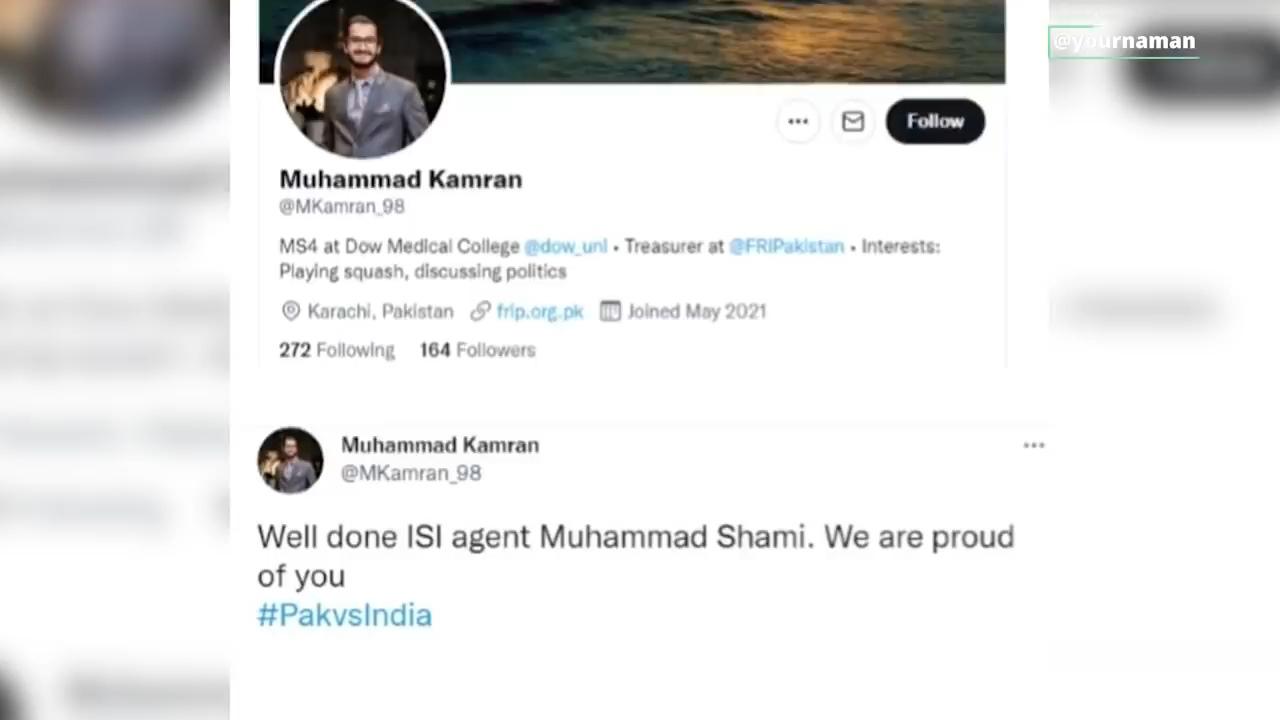 @yournaman
Follow
Muhammad Kamran
@MKamran_98
MS4 at Dow Medical College @dow_unl • Treasurer at @FRIPakistan • Interests:
Playing squash, discussing politics
Karachi, Pakistan frip.org.pk Joined May 2021
272 Following 164 Followers
Muhammad Kamran
@MKamran_98
Well done ISI agent Muhammad Shami. We are proud
of you
#PakvsIndia